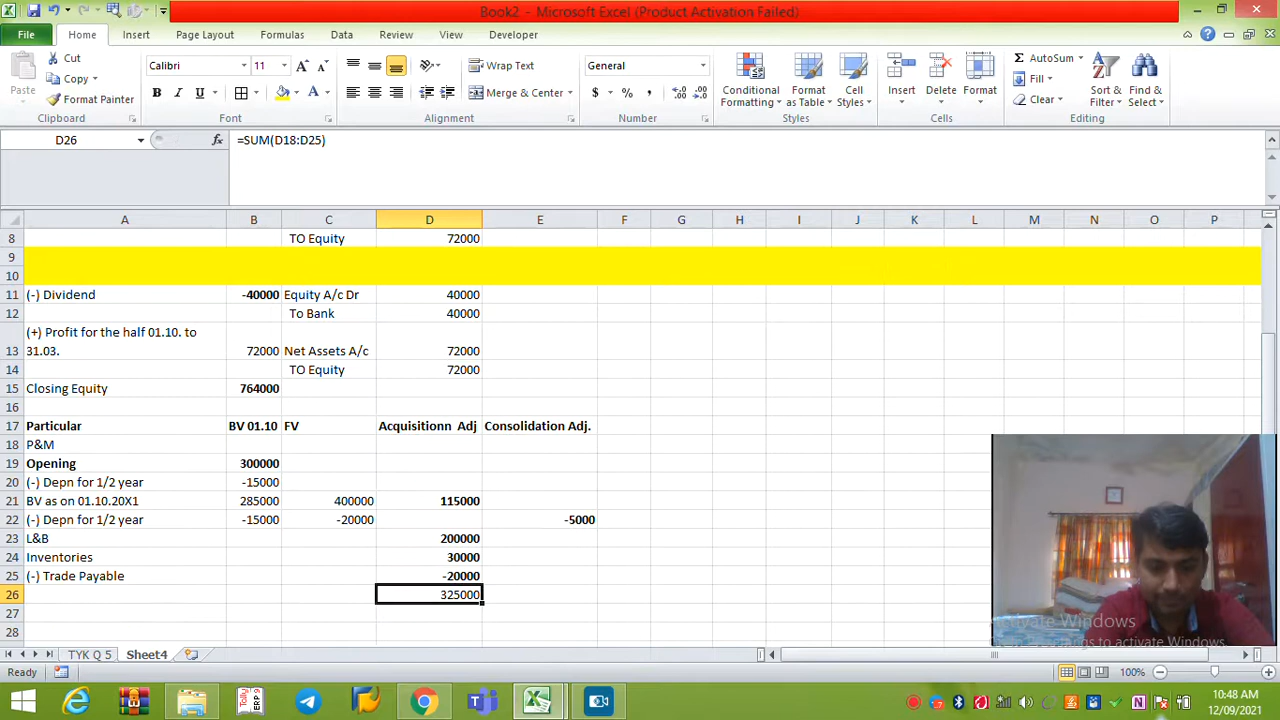 Book2 - Microsoft Excel (Product Activation Failed)
File Home Insert Page Layout Formulas Data Review View Developer
Cut
Copy
Format Painter
Paste
Clipboard
Calibri 11
B I U
Font
Wrap Text
Merge & Center
Alignment
General
$ % ,
Number
Conditional Formatting
Format as Table
Cell Styles
Styles
Insert Delete Format
Cells
AutoSum
Fill
Clear
Sort & Filter
Find & Select
Editing
D26 fx =SUM(D18:D25)
A B C D E F G H I J K L M N O P
8 TO Equity 72000
9
10
11 (-) Dividend -40000 Equity A/c Dr 40000
12 To Bank 40000
(+) Profit for the half 01.10. to
13 31.03. 72000 Net Assets A/c 72000
14 TO Equity 72000
15 Closing Equity 764000
16
17 Particular BV 01.10 FV Acquisitionn Adj Consolidation Adj.
18 P&M
19 Opening 300000
20 (-) Depn for 1/2 year -15000
21 BV as on 01.10.20X1 285000 400000 115000
22 (-) Depn for 1/2 year -15000 -20000 -5000
23 L&B 200000
24 Inventories 30000
25 (-) Trade Payable -20000
26 325000
27
28
Activate Windows
to activate Windows.
TYK Q 5 Sheet4
Ready 100%
Tally ERP 9
10:48 AM
12/09/2021